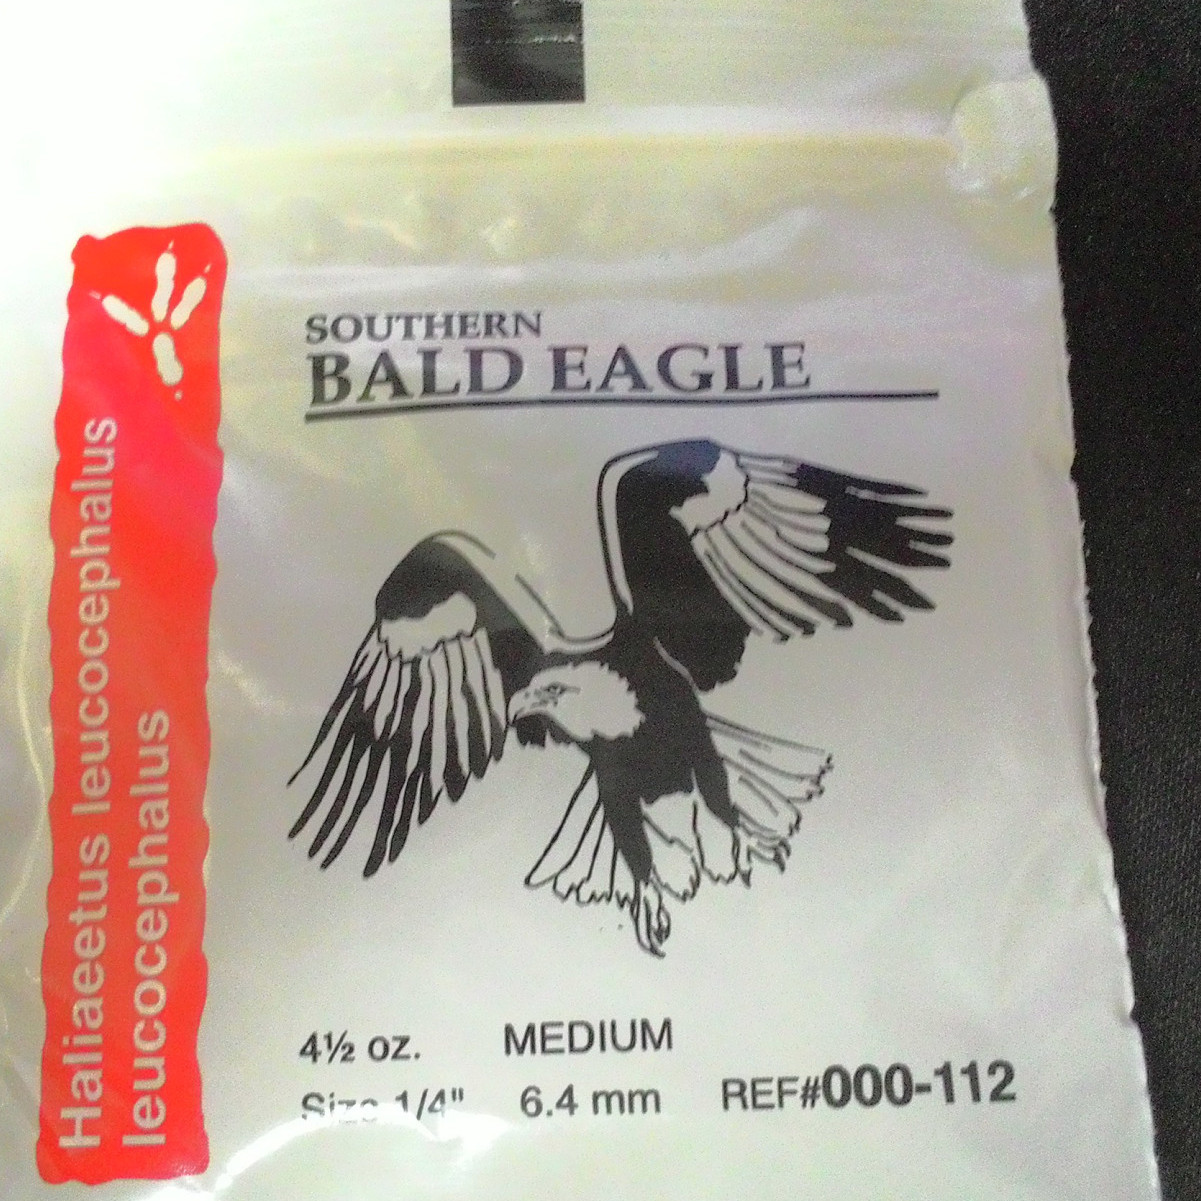 SOUTHERN
BALD EAGLE
Haliaeetus leucocephalus
leucocephalus
4½ oz. MEDIUM
Size 1/4" 6.4 mm REF#000-112